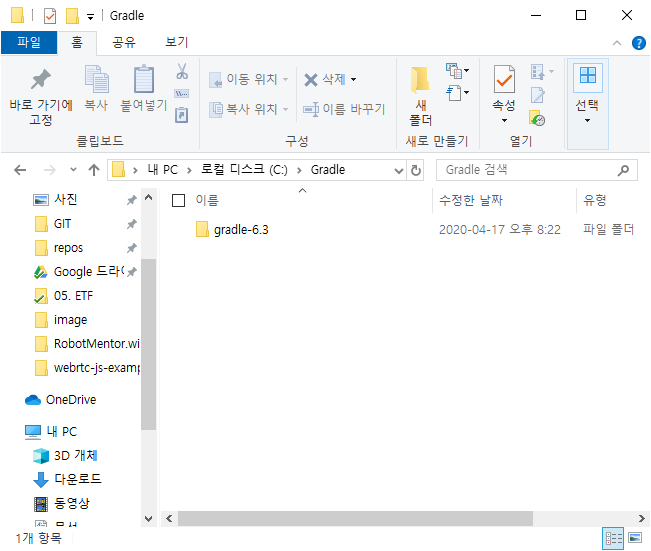 Gradle
파일 홈 공유 보기
바로 가기에 고정
복사
붙여넣기
클립보드
이동 위치
복사 위치
삭제
이름 바꾸기
구성
새 폴더
새로 만들기
속성
열기
선택
내 PC > 로컬 디스크 (C:) > Gradle
Gradle 검색
이름 수정한 날짜 유형
gradle-6.3 2020-04-17 오후 8:22 파일 폴더
사진
GIT
repos
Google 드라이
05. ETF
image
RobotMentor.wi
webrtc-js-examp
OneDrive
내 PC
3D 개체
다운로드
동영상
1개 항목